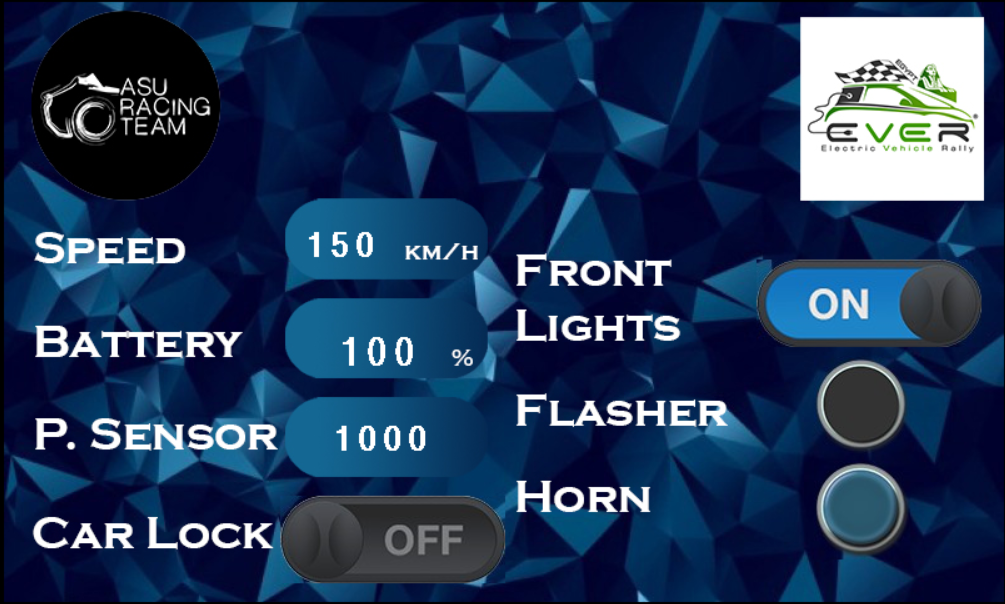 ASU
RACING
TEAM
EGYPT
EVER®
Electric Vehicle Rally
SPEED
150 KM/H
BATTERY
100 %
P. SENSOR
1000
CAR LOCK
OFF
FRONT
LIGHTS
ON
FLASHER
HORN